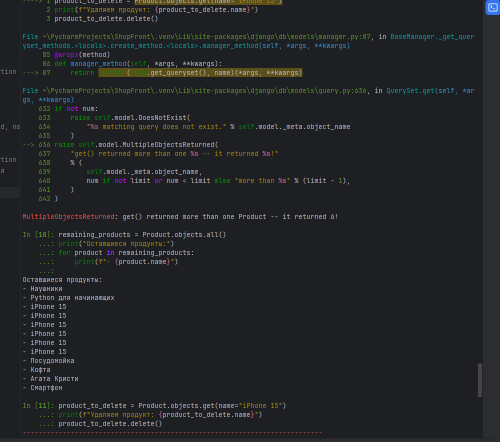 ----> 1 product_to_delete = Product.objects.get(name="iPhone 15")
2 print(f"Удаляем продукт: {product_to_delete.name}")
3 product_to_delete.delete()
File ~\PycharmProjects\ShopFront\.venv\Lib\site-packages\django\db\models\manager.py:87, in BaseManager._get_quer
yset_methods.<locals>.create_method.<locals>.manager_method(self, *args, **kwargs)
85 @wraps(method)
86 def manager_method(self, *args, **kwargs):
---> 87 return getattr(self.get_queryset(), name)(*args, **kwargs)
File ~\PycharmProjects\ShopFront\.venv\Lib\site-packages\django\db\models\query.py:636, in QuerySet.get(self, *ar
gs, **kwargs)
632 if not num:
633 raise self.model.DoesNotExist(
634 "%s matching query does not exist." % self.model._meta.object_name
635 )
--> 636 raise self.model.MultipleObjectsReturned(
637 "get() returned more than one %s -- it returned %s!"
638 % (
639 self.model._meta.object_name,
640 num if not limit or num < limit else "more than %s" % (limit - 1),
641 )
642 )
MultipleObjectsReturned: get() returned more than one Product -- it returned 6!
In [10]: remaining_products = Product.objects.all()
...: print("Оставшиеся продукты:")
...: for product in remaining_products:
...: print(f"- {product.name}")
...:
Оставшиеся продукты:
- Наушники
- Python для начинающих
- iPhone 15
- iPhone 15
- iPhone 15
- iPhone 15
- iPhone 15
- iPhone 15
- Посудомойка
- Кофта
- Агата Кристи
- Смартфон
In [11]: product_to_delete = Product.objects.get(name="iPhone 15")
...: print(f"Удаляем продукт: {product_to_delete.name}")
...: product_to_delete.delete()
---------------------------------------------------------------------------